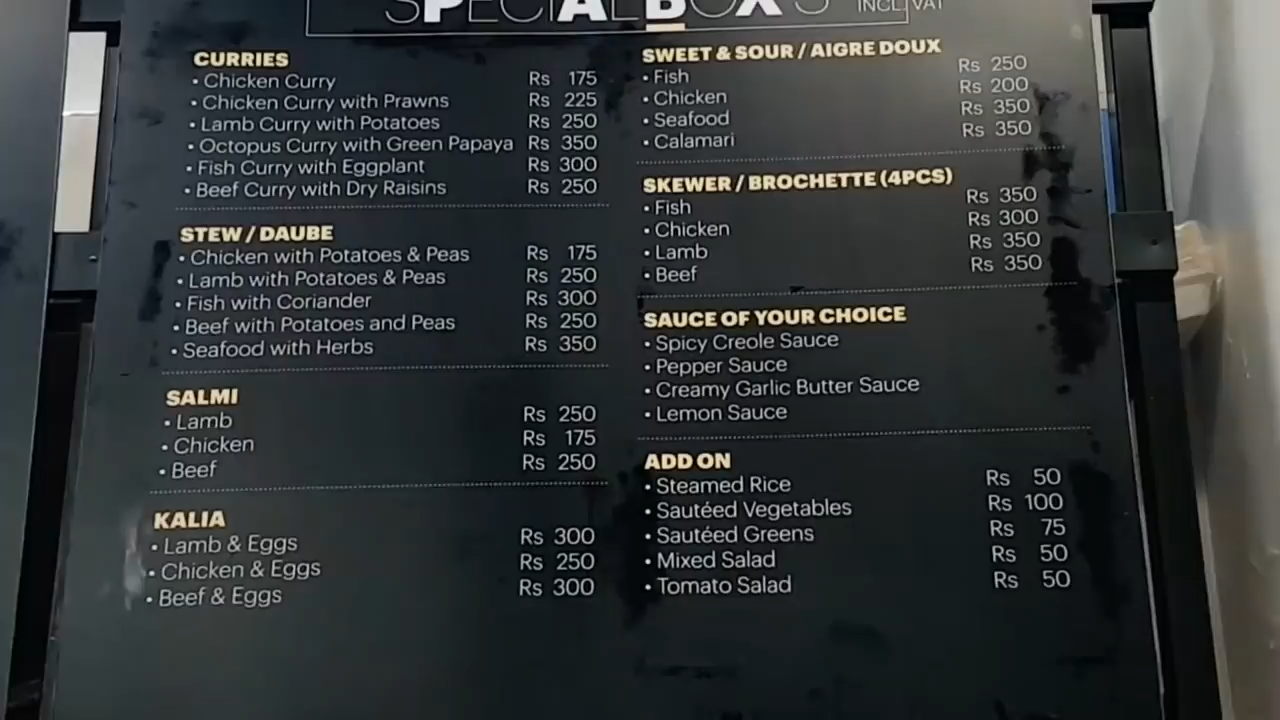 SPECIAL BOX'S INCL. VAT
CURRIES
• Chicken Curry Rs 175
• Chicken Curry with Prawns Rs 225
• Lamb Curry with Potatoes Rs 250
• Octopus Curry with Green Papaya Rs 350
• Fish Curry with Eggplant Rs 300
• Beef Curry with Dry Raisins Rs 250
STEW / DAUBE
• Chicken with Potatoes & Peas Rs 175
• Lamb with Potatoes & Peas Rs 250
• Fish with Coriander Rs 300
• Beef with Potatoes and Peas Rs 250
• Seafood with Herbs Rs 350
SALMI
• Lamb Rs 250
• Chicken Rs 175
• Beef Rs 250
KALIA
• Lamb & Eggs Rs 300
• Chicken & Eggs Rs 250
• Beef & Eggs Rs 300
SWEET & SOUR / AIGRE DOUX
• Fish Rs 250
• Chicken Rs 200
• Seafood Rs 350
• Calamari Rs 350
SKEWER / BROCHETTE (4PCS)
• Fish Rs 350
• Chicken Rs 300
• Lamb Rs 350
• Beef Rs 350
SAUCE OF YOUR CHOICE
• Spicy Creole Sauce
• Pepper Sauce
• Creamy Garlic Butter Sauce
• Lemon Sauce
ADD ON
• Steamed Rice Rs 50
• Sautéed Vegetables Rs 100
• Sautéed Greens Rs 75
• Mixed Salad Rs 50
• Tomato Salad Rs 50